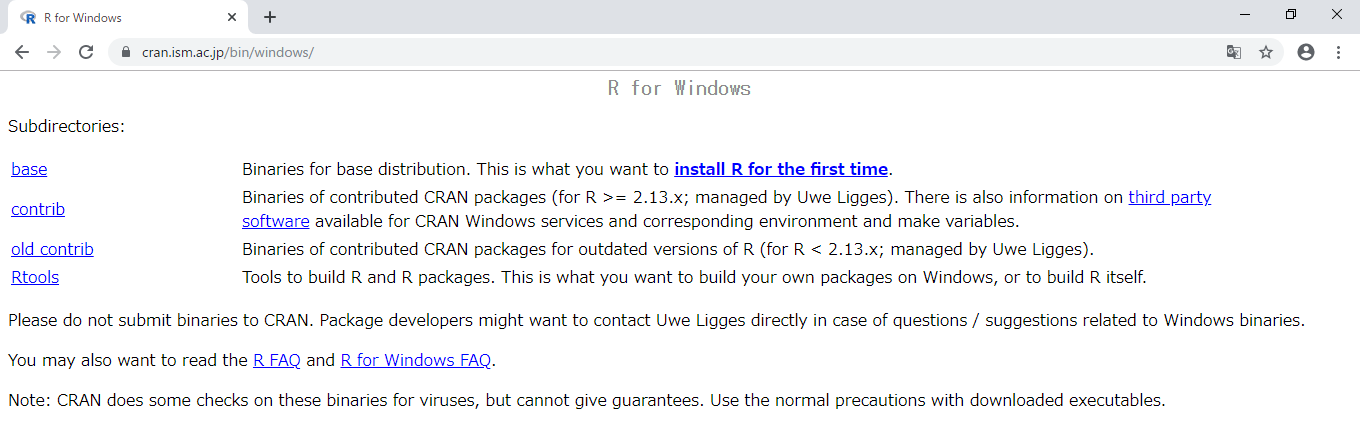 R for Windows
cran.ism.ac.jp/bin/windows/
R for Windows
Subdirectories:
base Binaries for base distribution. This is what you want to install R for the first time.
contrib Binaries of contributed CRAN packages (for R >= 2.13.x; managed by Uwe Ligges). There is also information on third party
software available for CRAN Windows services and corresponding environment and make variables.
old contrib Binaries of contributed CRAN packages for outdated versions of R (for R < 2.13.x; managed by Uwe Ligges).
Rtools Tools to build R and R packages. This is what you want to build your own packages on Windows, or to build R itself.
Please do not submit binaries to CRAN. Package developers might want to contact Uwe Ligges directly in case of questions / suggestions related to Windows binaries.
You may also want to read the R FAQ and R for Windows FAQ.
Note: CRAN does some checks on these binaries for viruses, but cannot give guarantees. Use the normal precautions with downloaded executables.